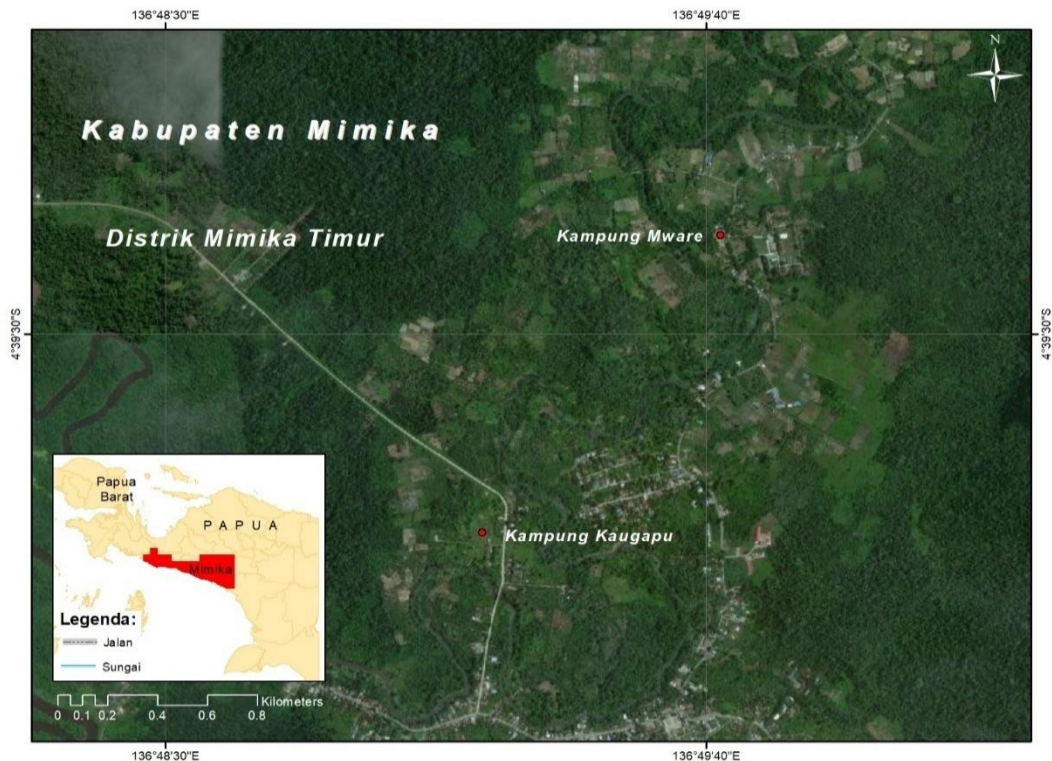 136°48'30"E
136°49'40"E
N
Kabupaten Mimika
Distrik Mimika Timur
Kampung Mware
4°39'30"S
4°39'30"S
Papua
Barat
PAPUA
Mimika
Kampung Kaugapu
Legenda:
Jalan
Sungai
Kilometers
0 0.1 0.2 0.4 0.6 0.8
136°48'30"E
136°49'40"E